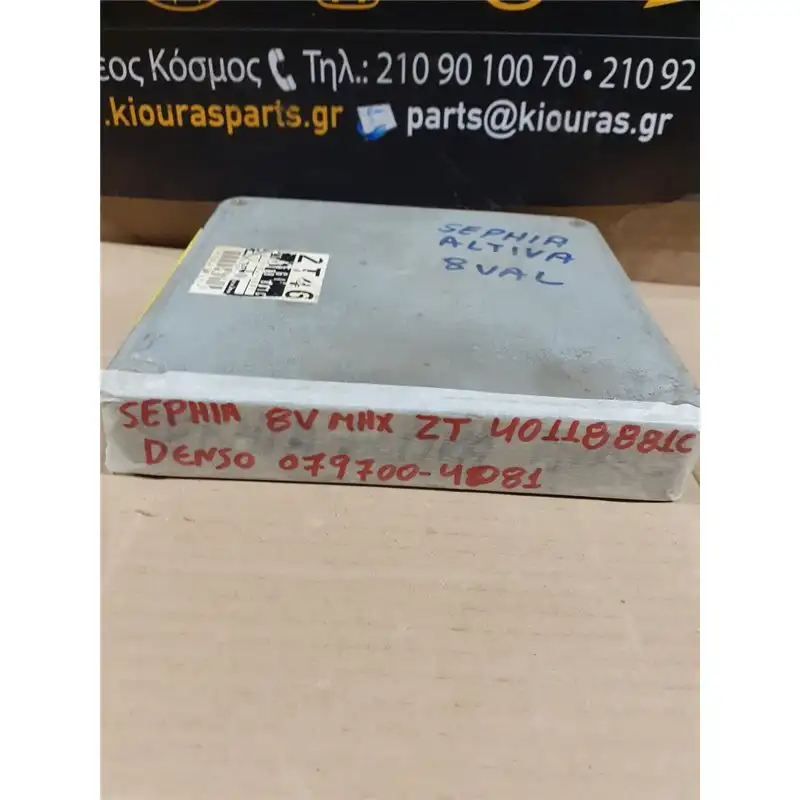 εος Κόσμος Τηλ.: 210 90 100 70 • 210 92
.kiourasparts.gr parts@kiouras.gr
SEPHIA
ALTIVA
8VAL
ZT4G
SEPHIA 8V MHX ZT 40118881C
DENSO 079700-4081